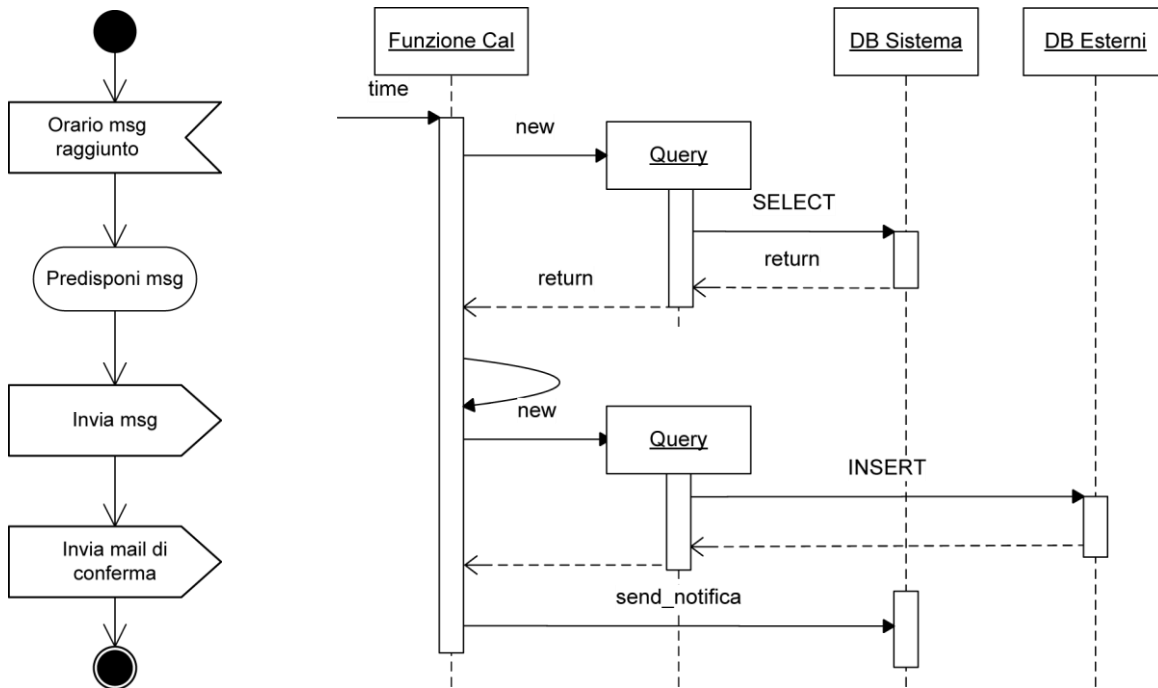 Orario msg
raggiunto
Predisponi msg
Invia msg
Invia mail di
conferma
Funzione Cal
DB Sistema
DB Esterni
time
new
Query
SELECT
return
return
new
Query
INSERT
send_notifica